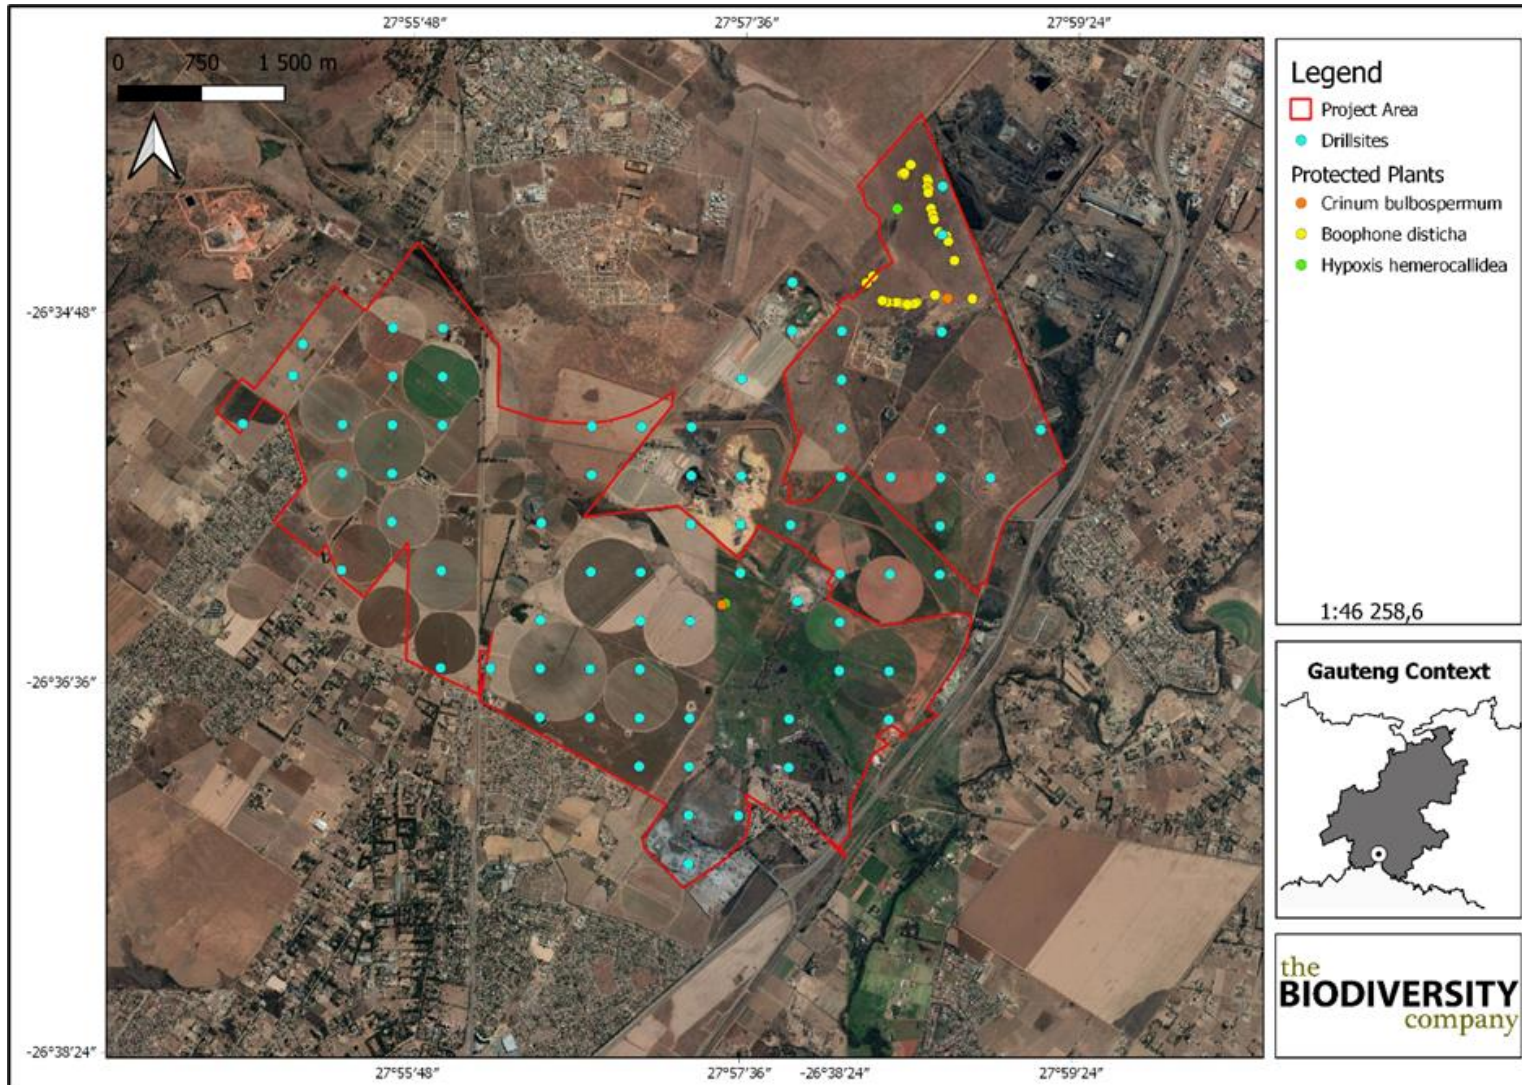 27°55′48″ 27°57′36″ 27°59′24″
0 750 1 500 m
-26°34′48″
-26°36′36″
-26°38′24″
27°55′48″ 27°57′36″ -26°38′24″ 27°59′24″
Legend
Project Area
Drillsites
Protected Plants
Crinum bulbospermum
Boophone disticha
Hypoxis hemerocallidea
1:46 258,6
Gauteng Context
the
BIODIVERSITY
company